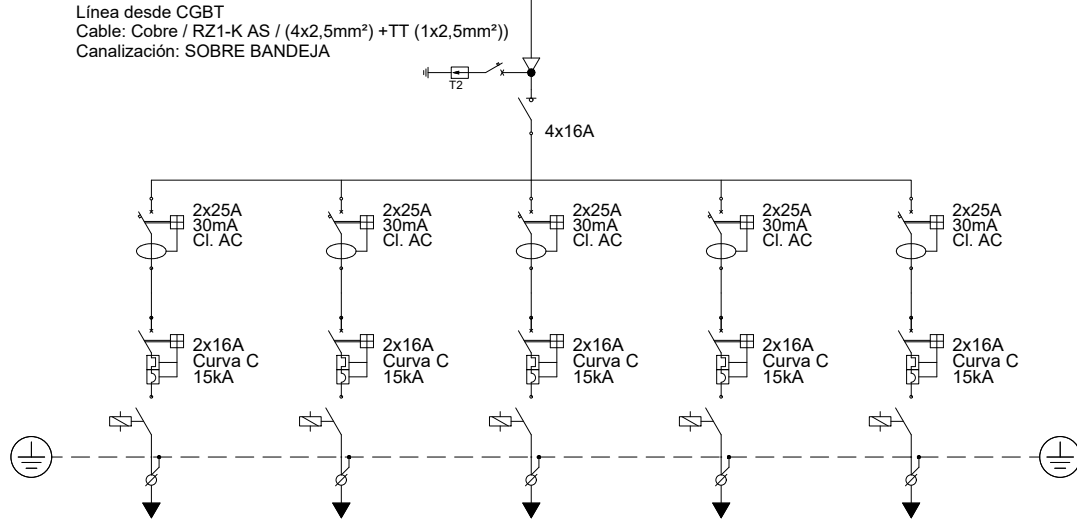 Línea desde CGBT
Cable: Cobre / RZ1-K AS / (4x2,5mm²) +TT (1x2,5mm²))
Canalización: SOBRE BANDEJA
T2
4x16A
2x25A
30mA
Cl. AC
2x25A
30mA
Cl. AC
2x25A
30mA
Cl. AC
2x25A
30mA
Cl. AC
2x25A
30mA
Cl. AC
2x16A
Curva C
15kA
2x16A
Curva C
15kA
2x16A
Curva C
15kA
2x16A
Curva C
15kA
2x16A
Curva C
15kA